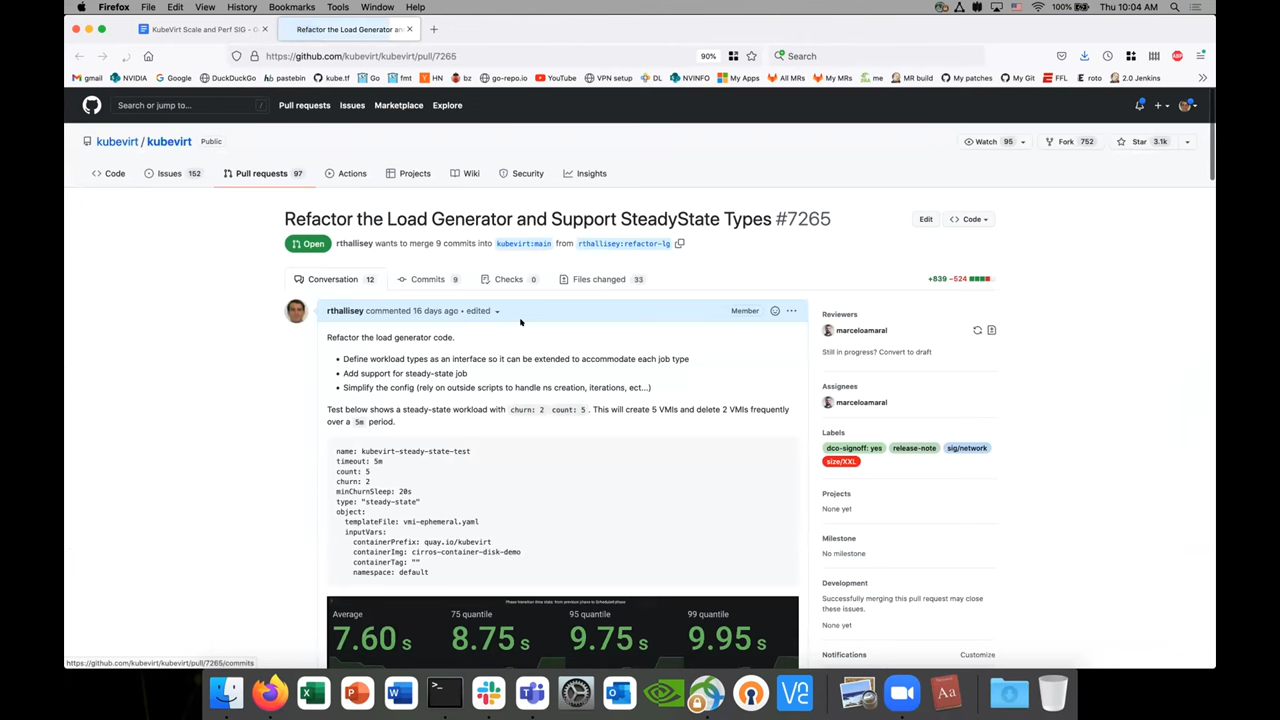 Firefox File Edit View History Bookmarks Tools Window Help 100% Thu 10:04 AM
KubeVirt Scale and Perf SIG - × Refactor the Load Generator and × +
https://github.com/kubevirt/kubevirt/pull/7265 90% Search
gmail NVIDIA Google DuckDuckGo pastebin kube.tf Go fmt HN bz go-repo.io YouTube VPN setup DL NVINFO My Apps All MRs My MRs me MR build My patches My Git FFL eroto 2.0 Jenkins
Search or jump to... / Pull requests Issues Marketplace Explore
kubevirt / kubevirt Public Watch 95 Fork 752 Star 3.1k
Code Issues 152 Pull requests 97 Actions Projects Wiki Security Insights
Refactor the Load Generator and Support SteadyState Types #7265 Edit Code
Open rthallisey wants to merge 9 commits into kubevirt:main from rthallisey:refactor-lg
Conversation 12 Commits 9 Checks 0 Files changed 33 +839 −524
rthallisey commented 16 days ago • edited Member ...
Refactor the load generator code.
• Define workload types as an interface so it can be extended to accommodate each job type
• Add support for steady-state job
• Simplify the config (rely on outside scripts to handle ns creation, iterations, ect...)
Test below shows a steady-state workload with churn: 2 count: 5 . This will create 5 VMIs and delete 2 VMIs frequently
over a 5m period.
name: kubevirt-steady-state-test
timeout: 5m
count: 5
churn: 2
minChurnSleep: 20s
type: "steady-state"
object:
templateFile: vmi-ephemeral.yaml
inputVars:
containerPrefix: quay.io/kubevirt
containerImg: cirros-container-disk-demo
containerTag: ""
namespace: default
Phase transition time stats: from previous phase to Scheduled phase
Average 75 quantile 95 quantile 99 quantile
7.60 s 8.75 s 9.75 s 9.95 s
Reviewers
marceloamaral
Still in progress? Convert to draft
Assignees
marceloamaral
Labels
dco-signoff: yes release-note sig/network
size/XXL
Projects
None yet
Milestone
No milestone
Development
Successfully merging this pull request may close
these issues.
None yet
Notifications Customize
https://github.com/kubevirt/kubevirt/pull/7265/commits